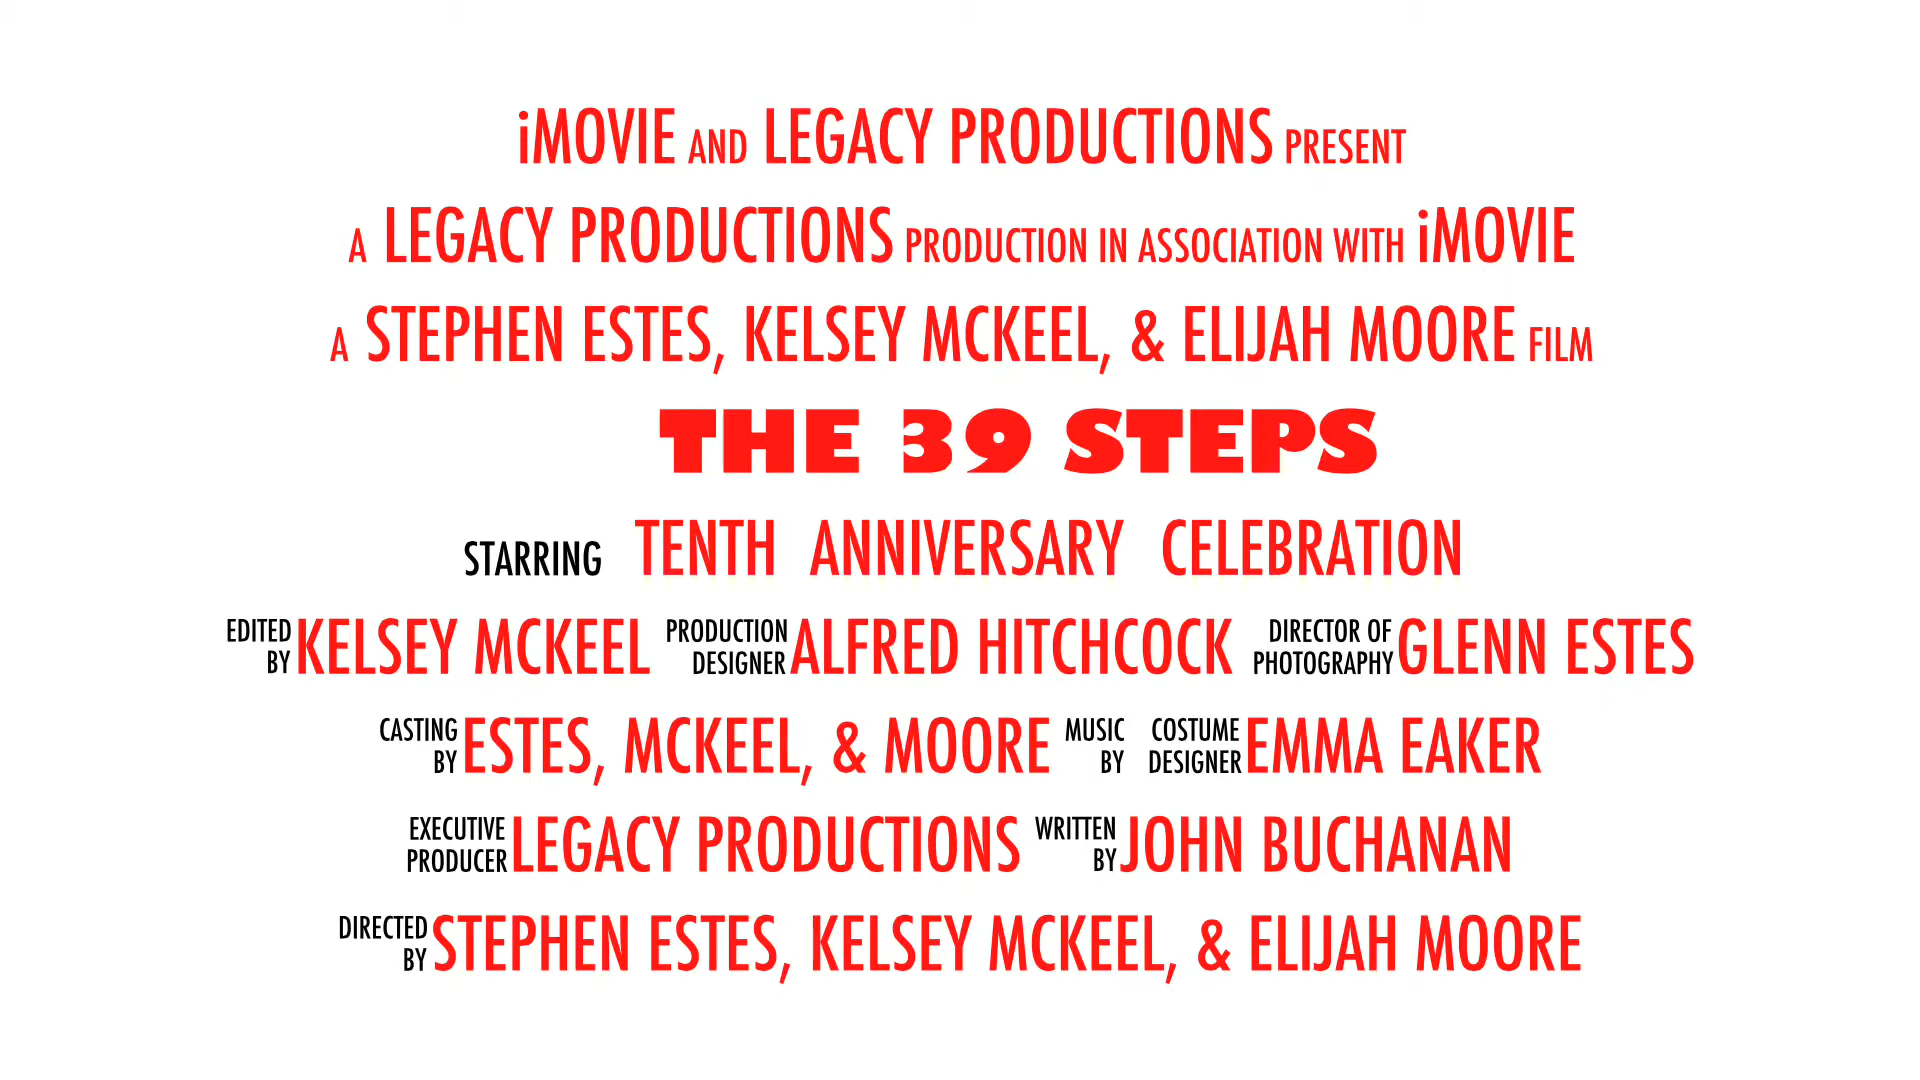 iMOVIE AND LEGACY PRODUCTIONS PRESENT
A LEGACY PRODUCTIONS PRODUCTION IN ASSOCIATION WITH iMOVIE
A STEPHEN ESTES, KELSEY MCKEEL, & ELIJAH MOORE FILM
THE 39 STEPS
STARRING TENTH ANNIVERSARY CELEBRATION
EDITED BY KELSEY MCKEEL PRODUCTION DESIGNER ALFRED HITCHCOCK DIRECTOR OF PHOTOGRAPHY GLENN ESTES
CASTING BY ESTES, MCKEEL, & MOORE MUSIC BY COSTUME DESIGNER EMMA EAKER
EXECUTIVE PRODUCER LEGACY PRODUCTIONS WRITTEN BY JOHN BUCHANAN
DIRECTED BY STEPHEN ESTES, KELSEY MCKEEL, & ELIJAH MOORE